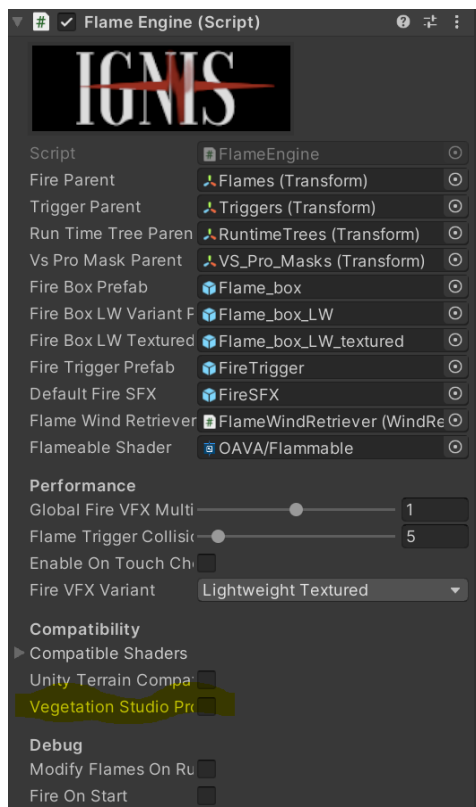 Flame Engine (Script)
IGNIS
Script FlameEngine
Fire Parent Flames (Transform)
Trigger Parent Triggers (Transform)
Run Time Tree Paren RuntimeTrees (Transform)
Vs Pro Mask Parent VS_Pro_Masks (Transform)
Fire Box Prefab Flame_box
Fire Box LW Variant P Flame_box_LW
Fire Box LW Textured Flame_box_LW_textured
Fire Trigger Prefab FireTrigger
Default Fire SFX FireSFX
Flame Wind Retriever FlameWindRetriever (WindRe
Flameable Shader OAVA/Flammable
Performance
Global Fire VFX Multi 1
Flame Trigger Collisio 5
Enable On Touch Che
Fire VFX Variant Lightweight Textured
Compatibility
Compatible Shaders
Unity Terrain Compat
Vegetation Studio Pro
Debug
Modify Flames On Ru
Fire On Start